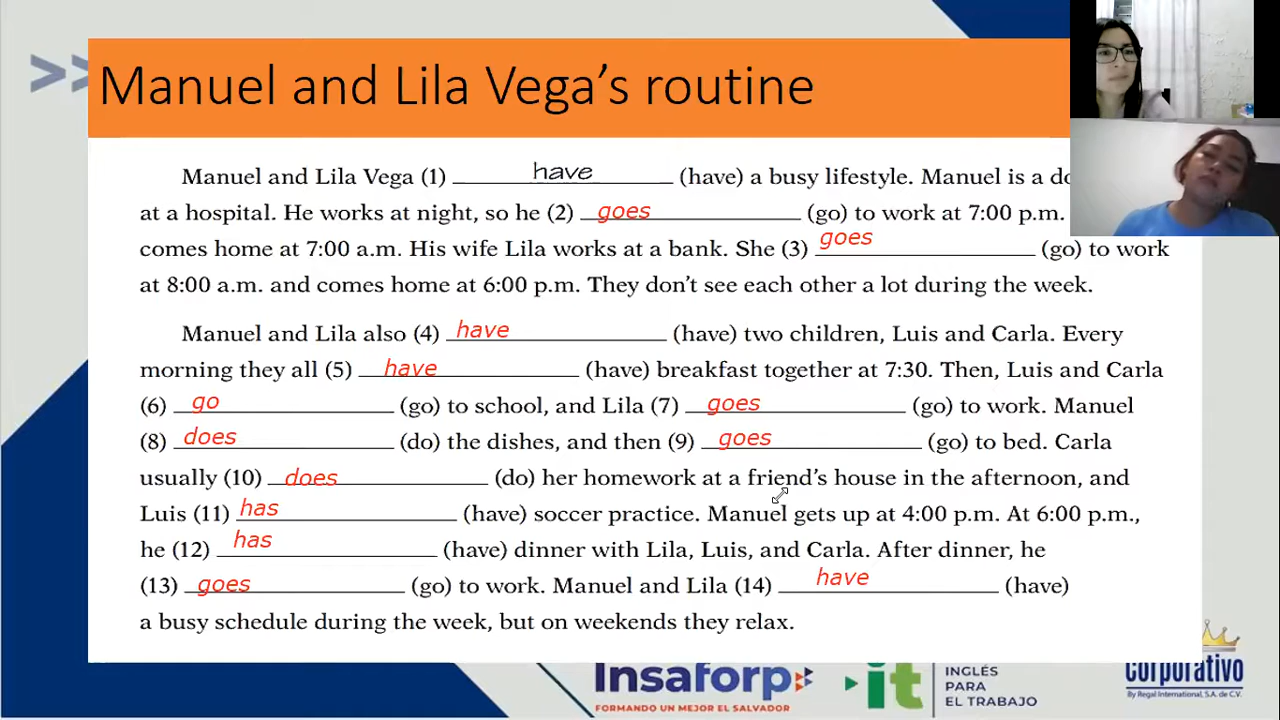 >>
Manuel and Lila Vega's routine
Manuel and Lila Vega (1) have (have) a busy lifestyle. Manuel is a
at a hospital. He works at night, so he (2) goes (go) to work at 7:00 p.m.
comes home at 7:00 a.m. His wife Lila works at a bank. She (3) goes (go) to work
at 8:00 a.m. and comes home at 6:00 p.m. They don't see each other a lot during the week.
Manuel and Lila also (4) have (have) two children, Luis and Carla. Every
morning they all (5) have (have) breakfast together at 7:30. Then, Luis and Carla
(6) go (go) to school, and Lila (7) goes (go) to work. Manuel
(8) does (do) the dishes, and then (9) goes (go) to bed. Carla
usually (10) does (do) her homework at a friend's house in the afternoon, and
Luis (11) has (have) soccer practice. Manuel gets up at 4:00 p.m. At 6:00 p.m.,
he (12) has (have) dinner with Lila, Luis, and Carla. After dinner, he
(13) goes (go) to work. Manuel and Lila (14) have (have)
a busy schedule during the week, but on weekends they relax.
Insaforp
FORMANDO UN MEJOR EL SALVADOR
it
INGLÉS
PARA
EL TRABAJO
corporativo
By Regal International, S.A. de C.V.